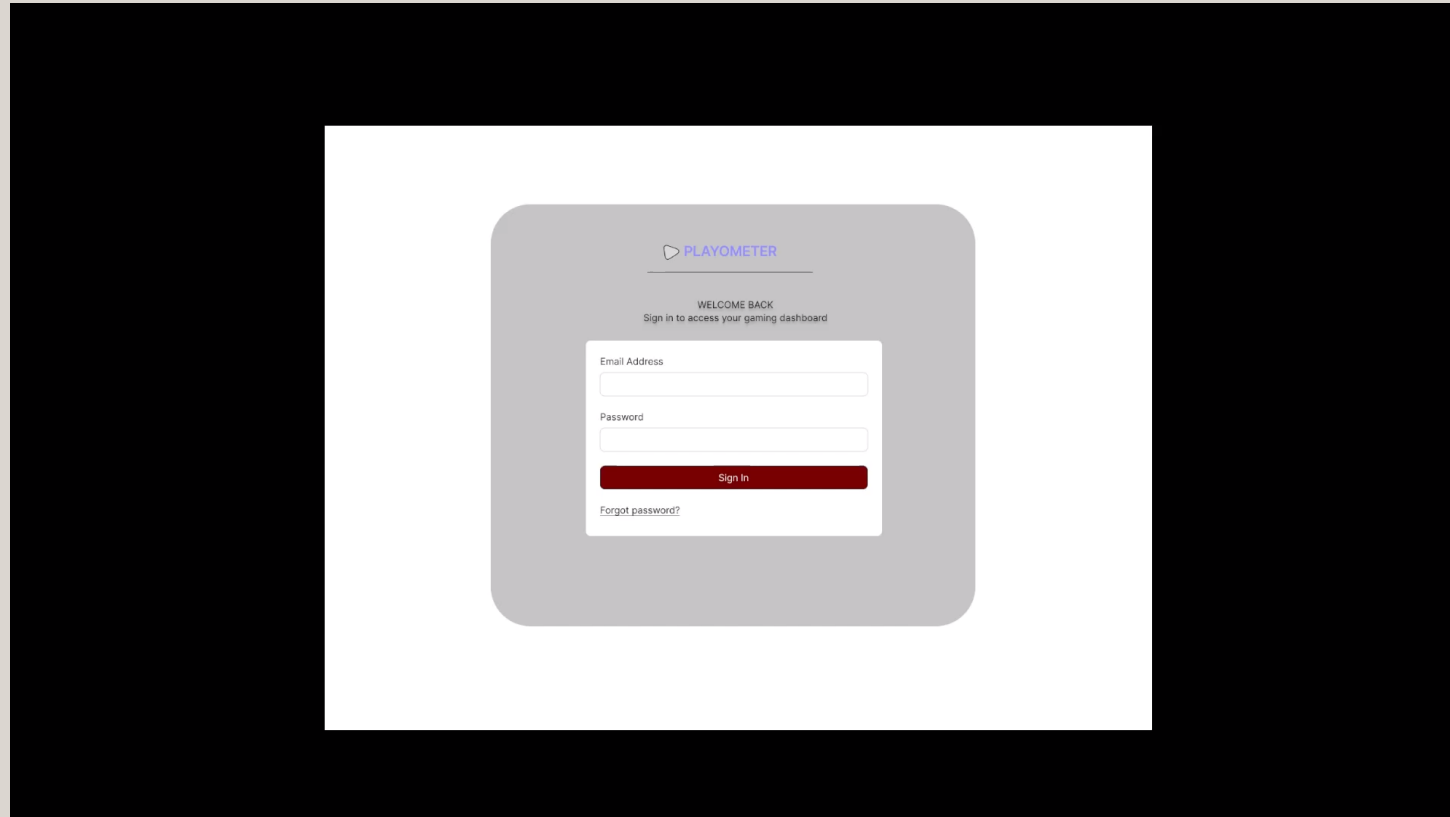 PLAYOMETER
WELCOME BACK
Sign in to access your gaming dashboard
Email Address
Password
Sign In
Forgot password?